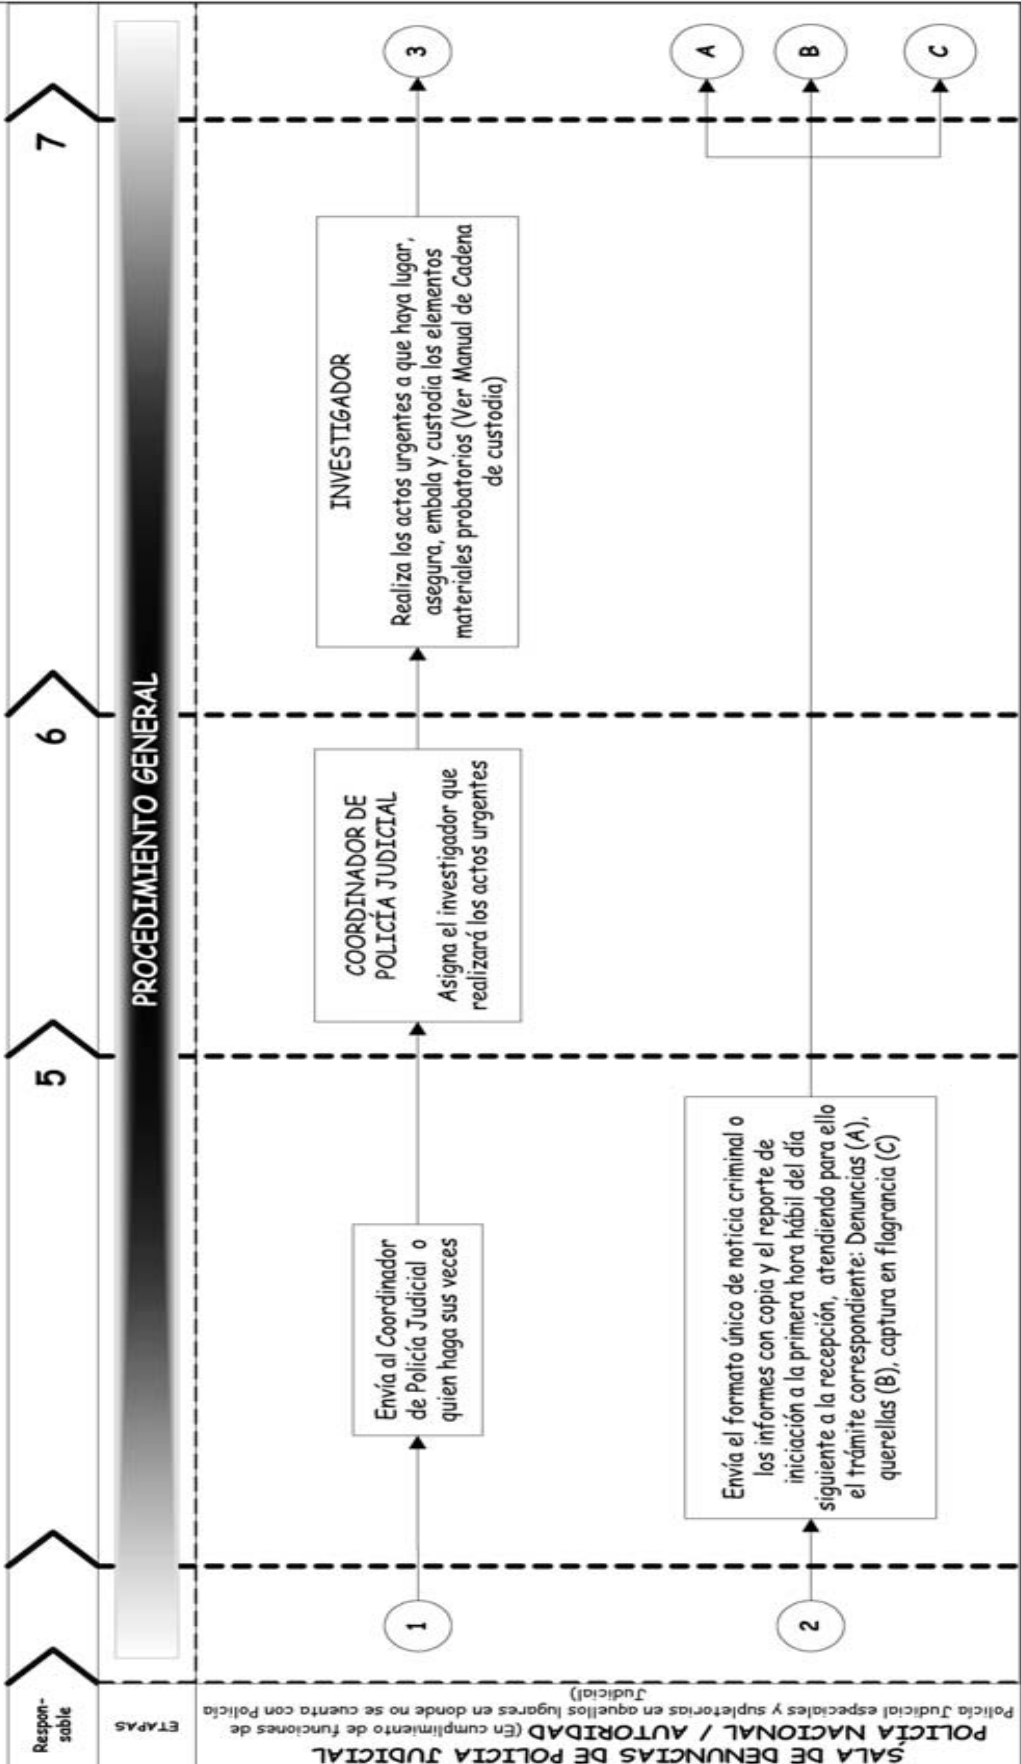 Respon-
sable
5
6
7
ETAPAS
PROCEDIMIENTO GENERAL
SALA DE DENUNCIAS DE POLICÍA JUDICIAL
POLICÍA NACIONAL / AUTORIDAD (En cumplimiento de funciones de
Policía Judicial especiales y supletorias en aquellos lugares en donde no se cuenta con Policía
Judicial)
1
Envía al Coordinador
de Policía Judicial o
quien haga sus veces
COORDINADOR DE
POLICÍA JUDICIAL
Asigna el investigador que
realizará los actos urgentes
INVESTIGADOR
Realiza los actos urgentes a que haya lugar,
asegura, embala y custodia los elementos
materiales probatorios (Ver Manual de Cadena
de custodia)
3
2
Envía el formato único de noticia criminal o
los informes con copia y el reporte de
iniciación a la primera hora hábil del día
siguiente a la recepción, atendiendo para ello
el trámite correspondiente: Denuncias (A),
querellas (B), captura en flagrancia (C)
A
B
C